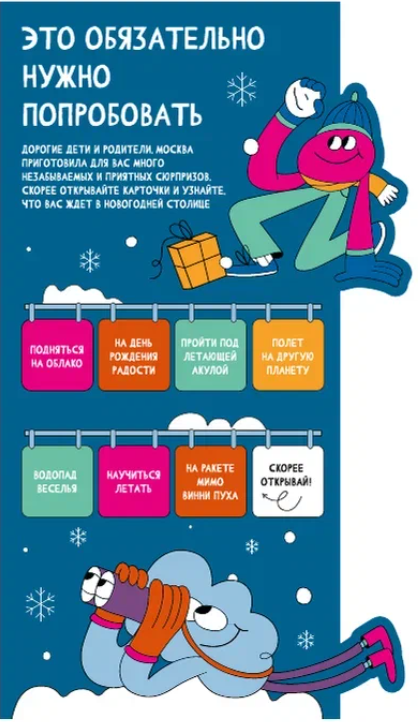 ЭТО ОБЯЗАТЕЛЬНО
НУЖНО
ПОПРОБОВАТЬ
ДОРОГИЕ ДЕТИ И РОДИТЕЛИ, МОСКВА
ПРИГОТОВИЛА ДЛЯ ВАС МНОГО
НЕЗАБЫВАЕМЫХ И ПРИЯТНЫХ СЮРПРИЗОВ.
СКОРЕЕ ОТКРЫВАЙТЕ КАРТОЧКИ И УЗНАЙТЕ,
ЧТО ВАС ЖДЕТ В НОВОГОДНЕЙ СТОЛИЦЕ
ПОДНЯТЬСЯ
НА ОБЛАКО
НА ДЕНЬ
РОЖДЕНИЯ
РАДОСТИ
ПРОЙТИ ПОД
ЛЕТАЮЩЕЙ
АКУЛОЙ
ПОЛЕТ
НА ДРУГУЮ
ПЛАНЕТУ
ВОДОПАД
ВЕСЕЛЬЯ
НАУЧИТЬСЯ
ЛЕТАТЬ
НА РАКЕТЕ
МИМО
ВИННИ ПУХА
СКОРЕЕ
ОТКРЫВАЙ!